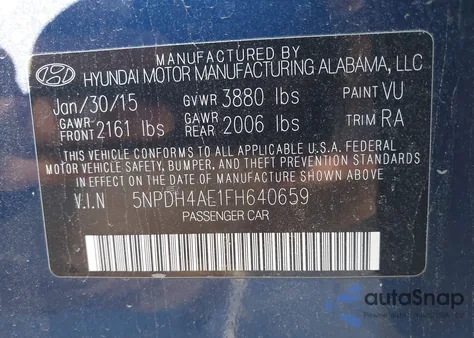 MANUFACTURED BY
HYUNDAI MOTOR MANUFACTURING ALABAMA, LLC
Jan/30/15 GVWR 3880 lbs PAINT VU
GAWR FRONT 2161 lbs GAWR REAR 2006 lbs TRIM RA
THIS VEHICLE CONFORMS TO ALL APPLICABLE U.S.A. FEDERAL
MOTOR VEHICLE SAFETY, BUMPER, AND THEFT PREVENTION STANDARDS
IN EFFECT ON THE DATE OF MANUFACTURE SHOWN ABOVE.
V.I.N 5NPDH4AE1FH640659
PASSENGER CAR
autoSnap